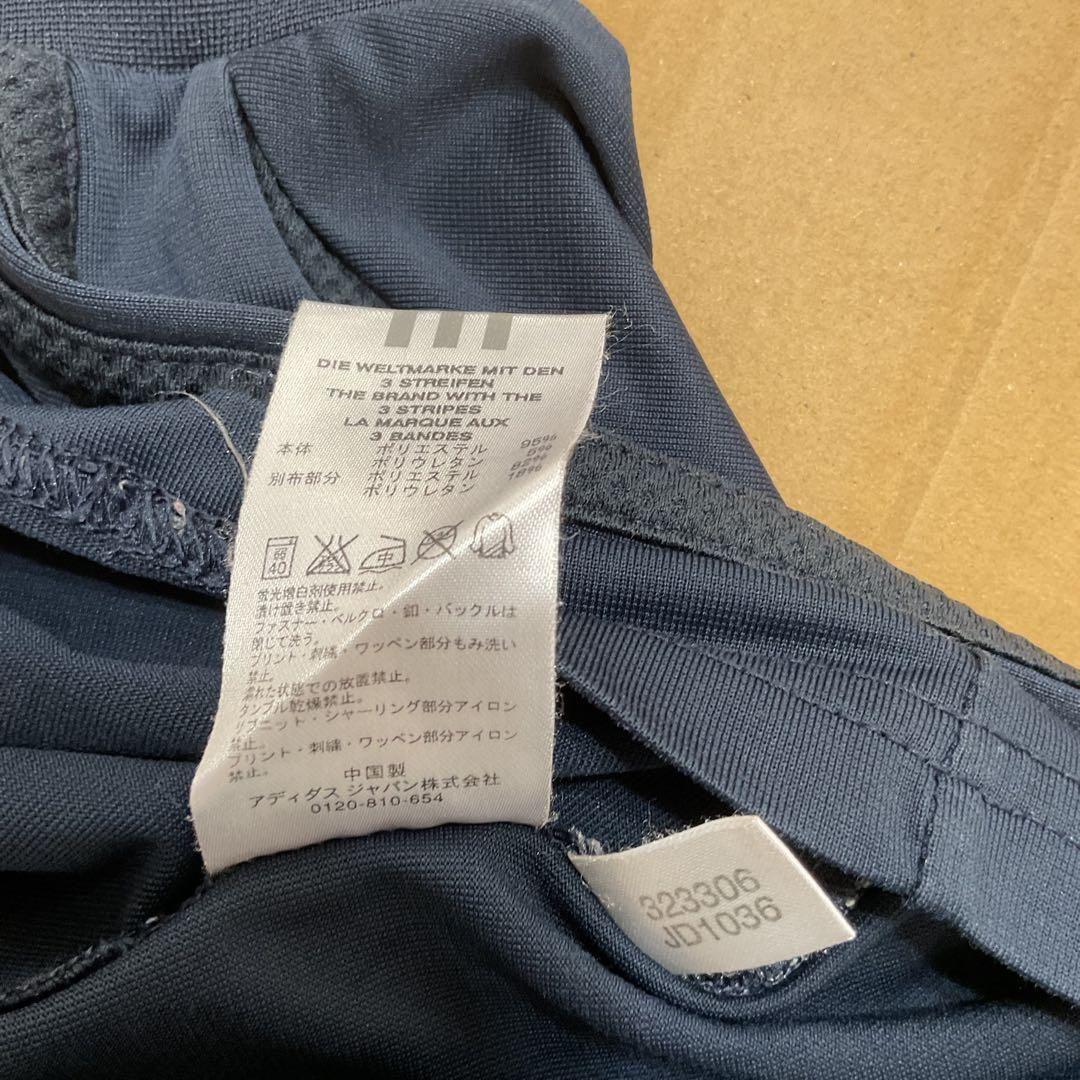 DIE WELTMARKE MIT DEN
3 STREIFEN
THE BRAND WITH THE
3 STRIPES
LA MARQUE AUX
3 BANDES
本体 ポリエステル 95%
ポリウレタン 5%
別布部分 ポリエステル 82%
ポリウレタン 18%
弱
40
中
蛍光増白剤使用禁止。
漬け置き禁止。
ファスナー・ベルクロ・釦・バックルは
閉じて洗う。
プリント・刺繍・ワッペン部分もみ洗い
禁止。
濡れた状態での放置禁止。
タンブル乾燥禁止。
リブニット・シャーリング部分アイロン
禁止。
プリント・刺繍・ワッペン部分アイロン
禁止。
中国製
アディダス ジャパン株式会社
0120-810-654
323306
JD1036